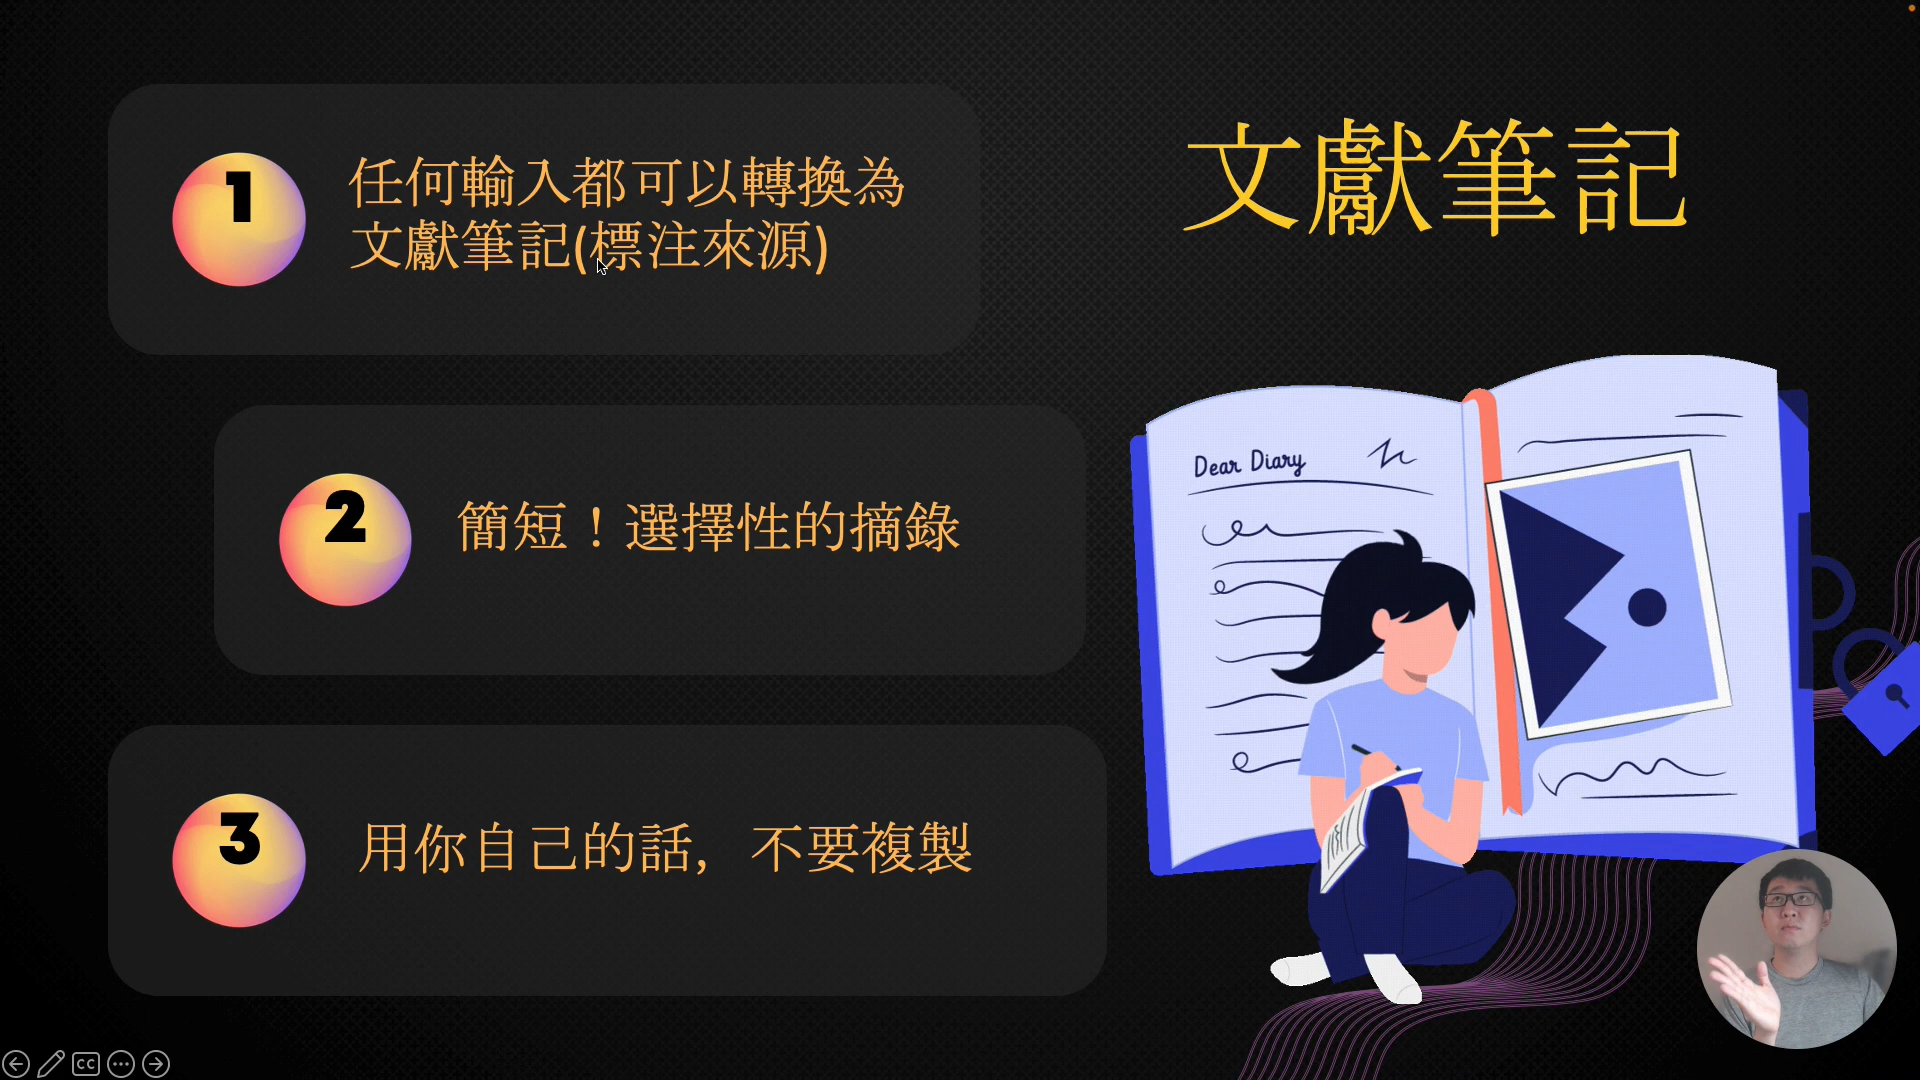 文獻筆記
1
任何輸入都可以轉換為
文獻筆記(標注來源)
2
簡短！選擇性的摘錄
3
用你自己的話，不要複製
Dear Diary
CC